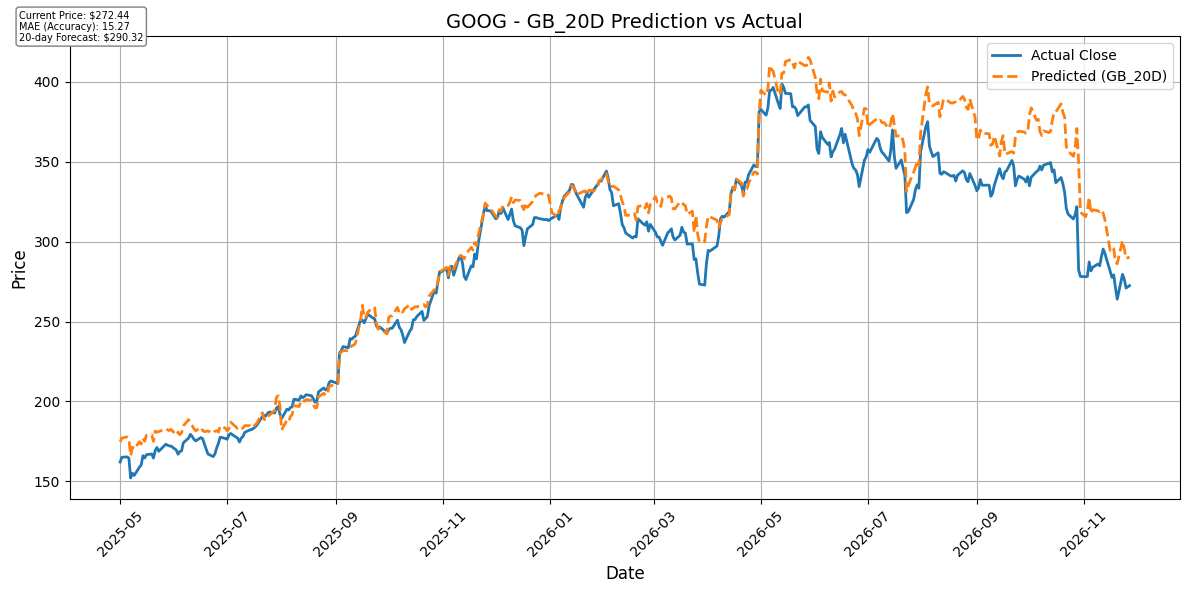 Current Price: $272.44
MAE (Accuracy): 15.27
20-day Forecast: $290.32
GOOG - GB_20D Prediction vs Actual
Actual Close
Predicted (GB_20D)
Price
400
350
300
250
200
150
2025-05
2025-07
2025-09
2025-11
2026-01
2026-03
2026-05
2026-07
2026-09
2026-11
Date